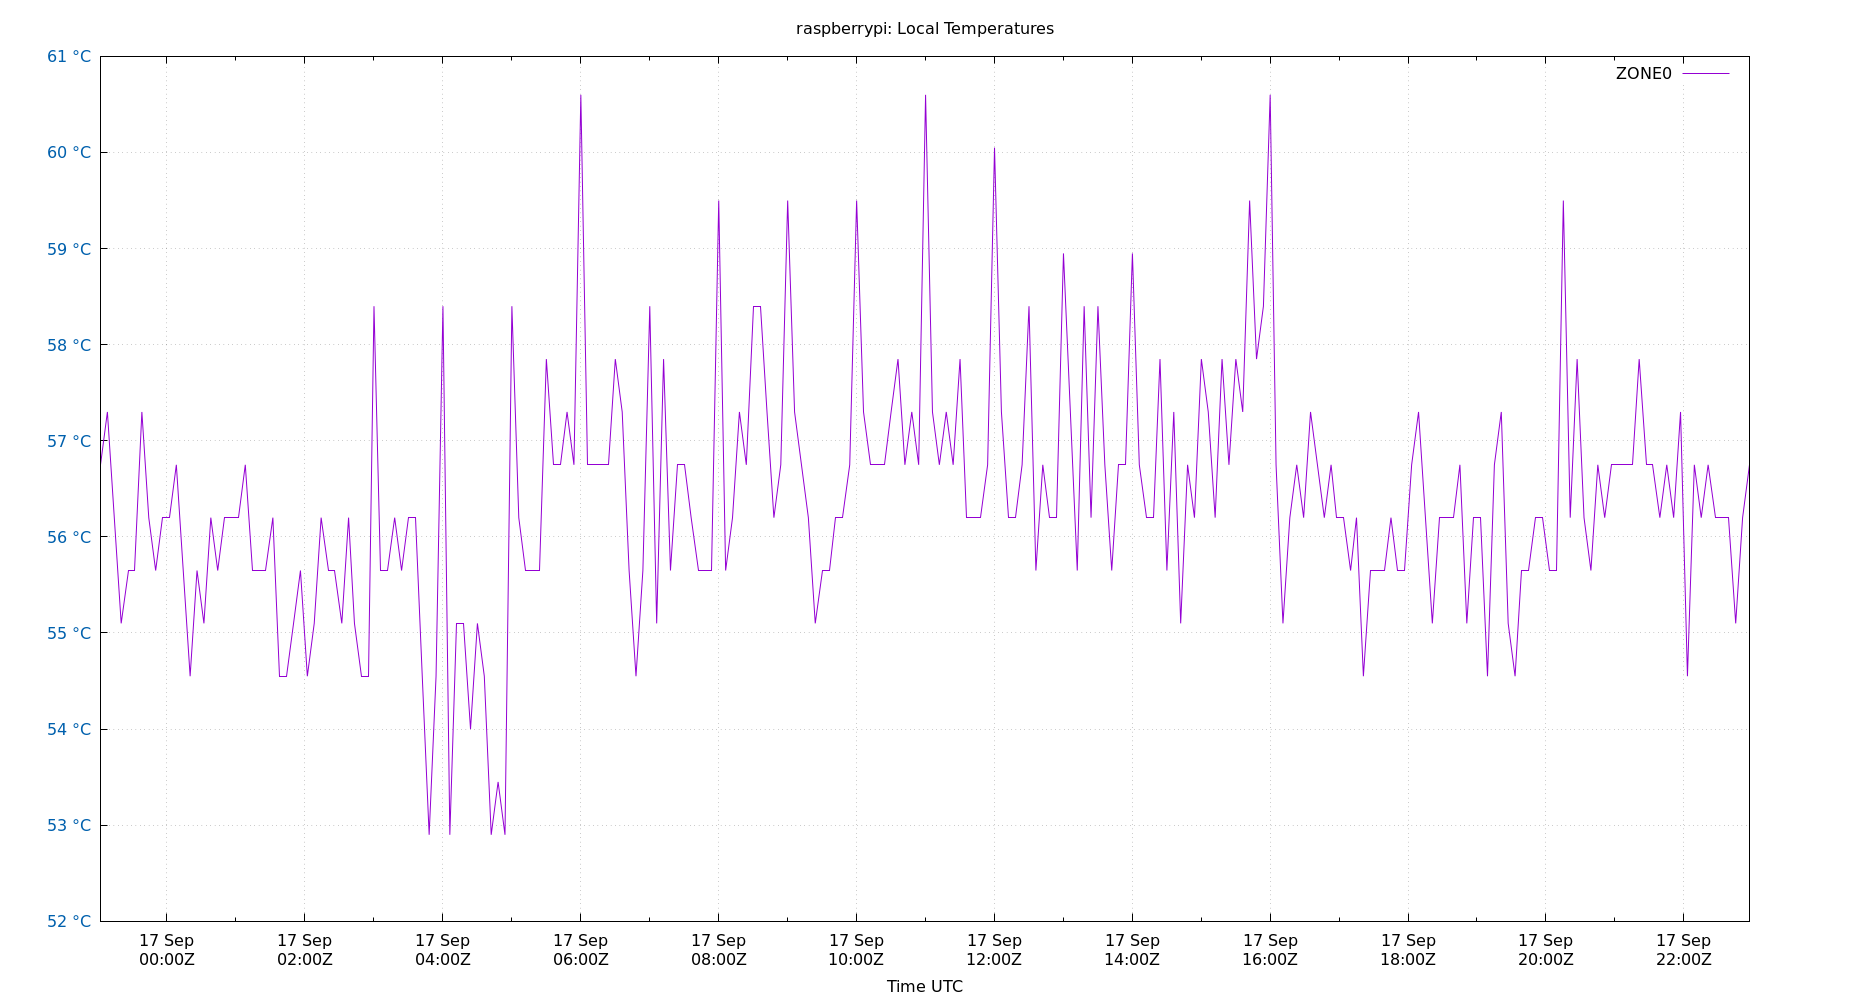 raspberrypi: Local Temperatures
ZONE0
61 °C
60 °C
59 °C
58 °C
57 °C
56 °C
55 °C
54 °C
53 °C
52 °C
17 Sep 17 Sep 17 Sep 17 Sep 17 Sep 17 Sep 17 Sep 17 Sep 17 Sep 17 Sep 17 Sep 17 Sep
00:00Z 02:00Z 04:00Z 06:00Z 08:00Z 10:00Z 12:00Z 14:00Z 16:00Z 18:00Z 20:00Z 22:00Z
Time UTC